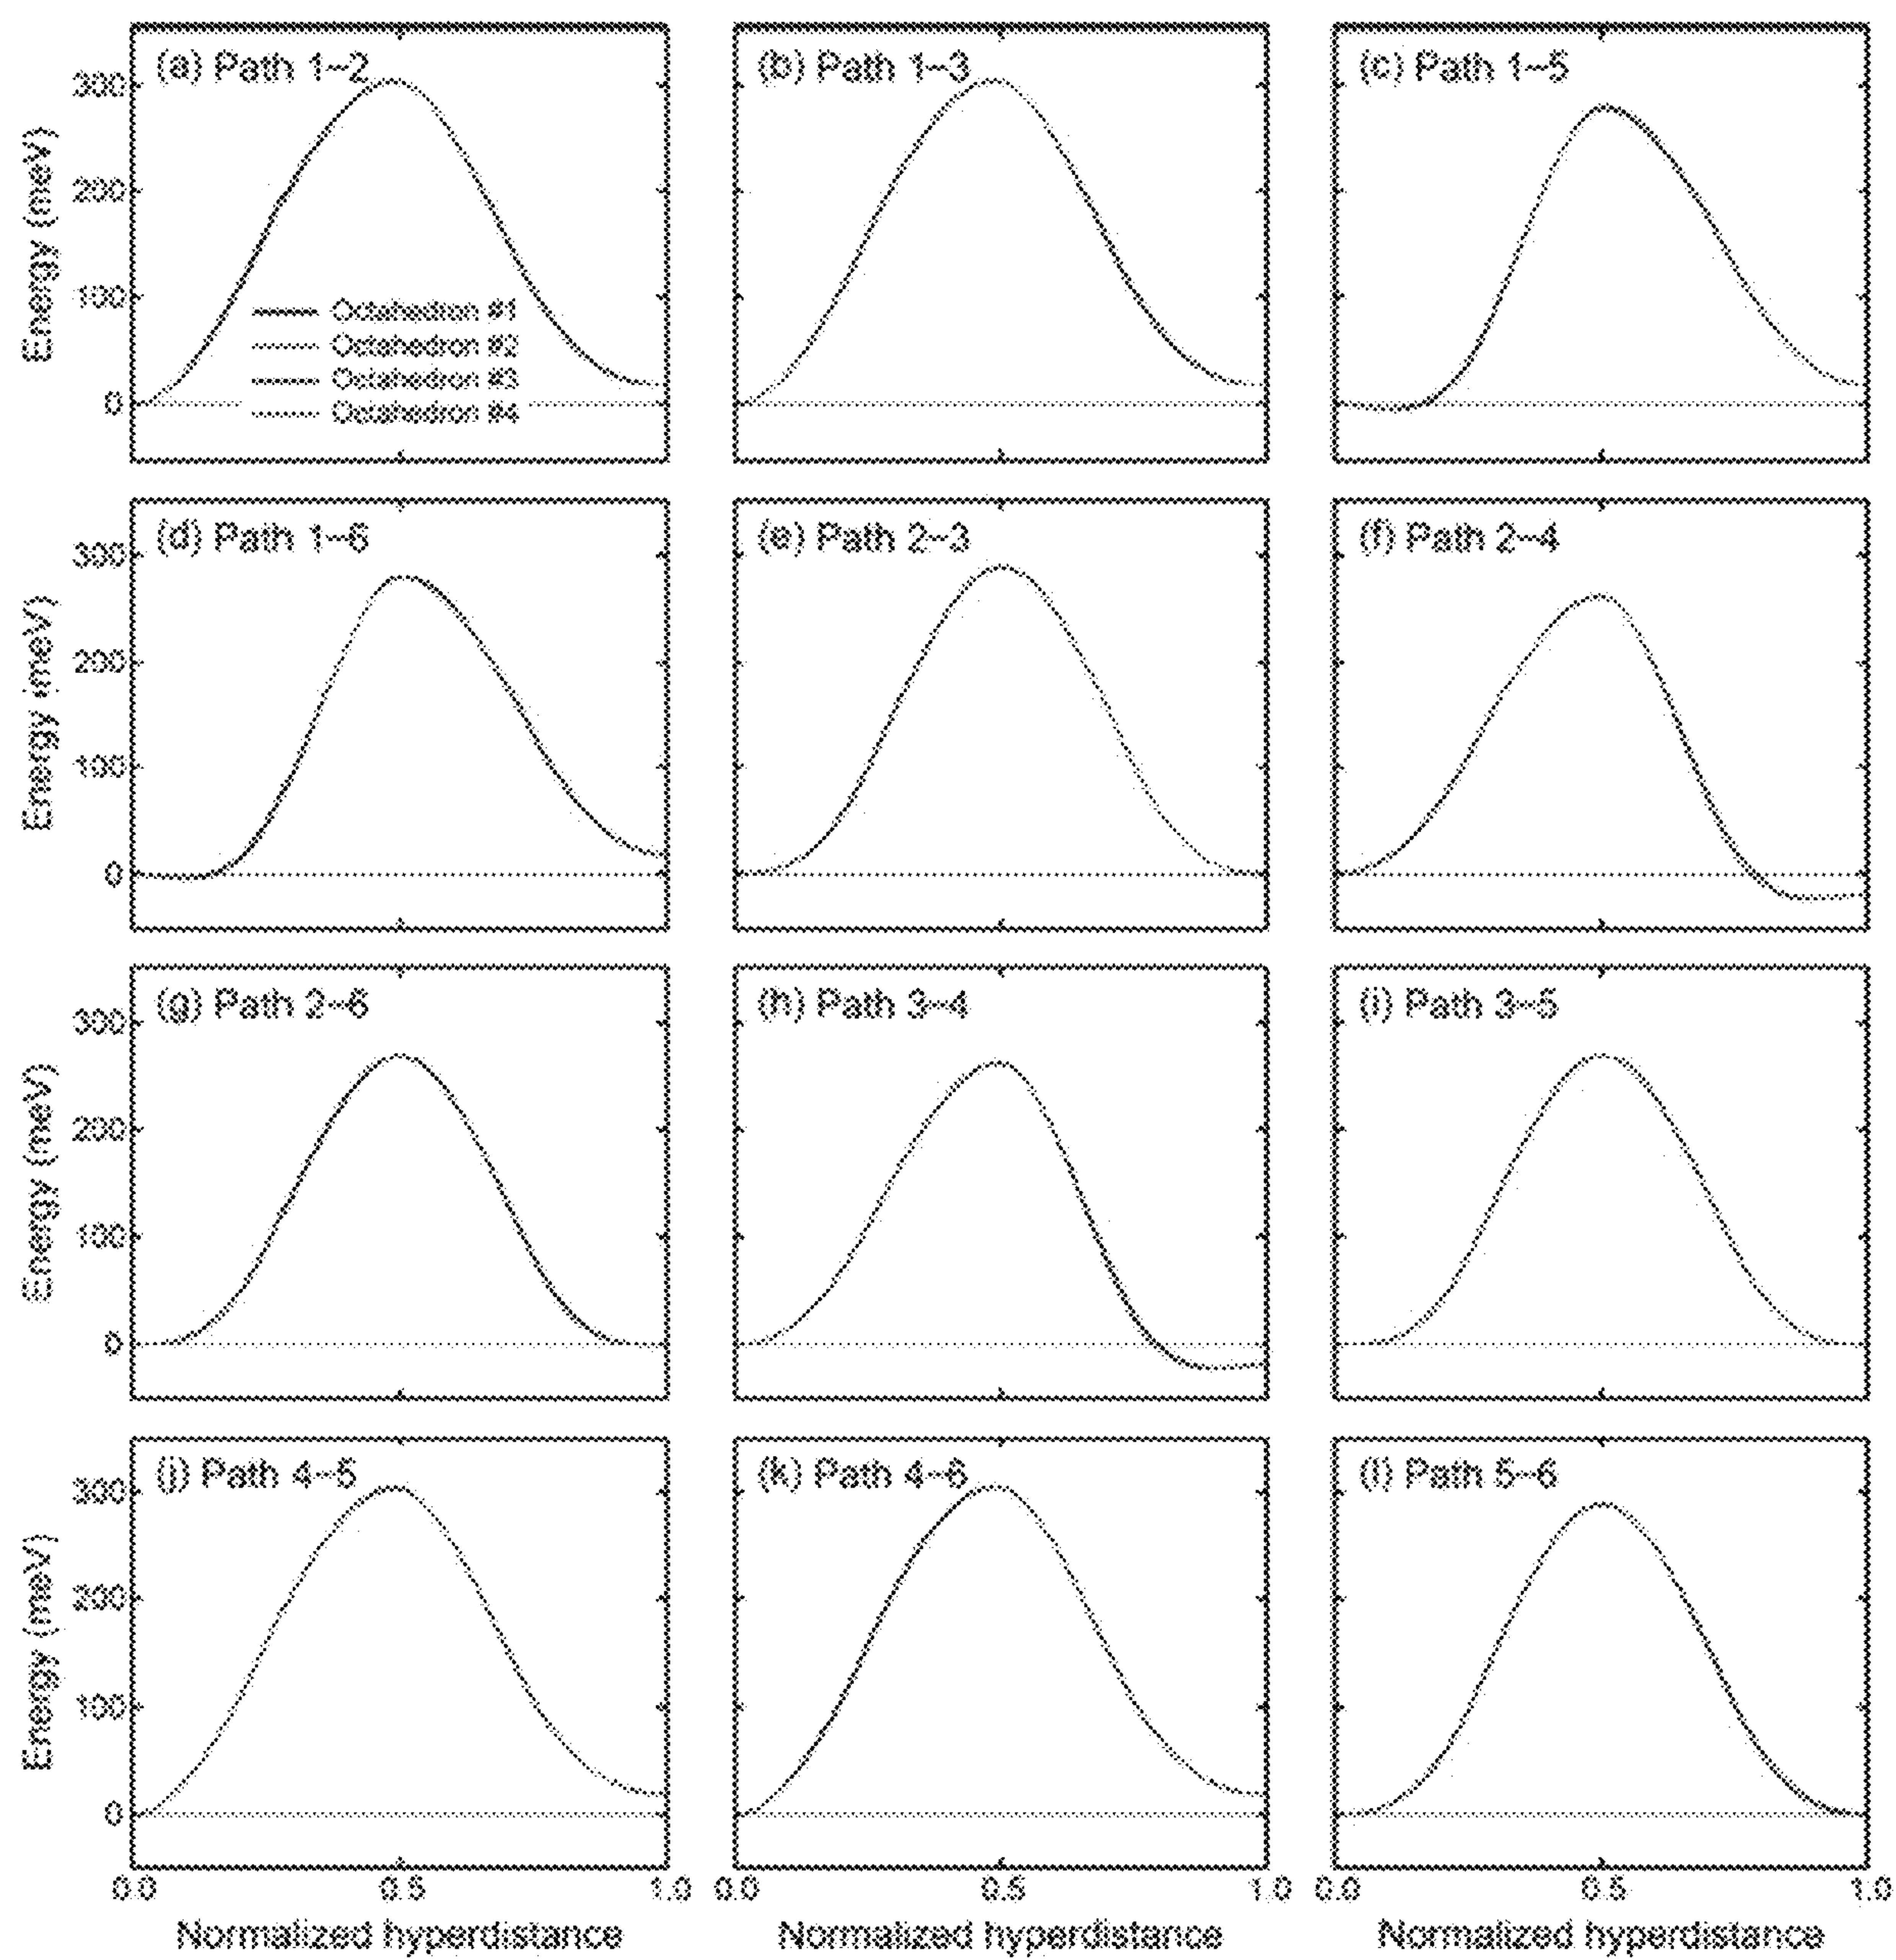 (a) Path 1–2
(b) Path 1–3
(c) Path 1–5
Energy (meV)
300
200
100
0
Octahedron #1
Octahedron #2
Octahedron #3
Octahedron #4
(d) Path 1–6
(e) Path 2–3
(f) Path 2–4
Energy (meV)
300
200
100
0
(g) Path 2–6
(h) Path 3–4
(i) Path 3–5
Energy (meV)
300
200
100
0
(j) Path 4–5
(k) Path 4–6
(l) Path 5–6
Energy (meV)
300
200
100
0
0.0 0.5 1.0 0.0 0.5 1.0 0.0 0.5 1.0
Normalized hyperdistance Normalized hyperdistance Normalized hyperdistance